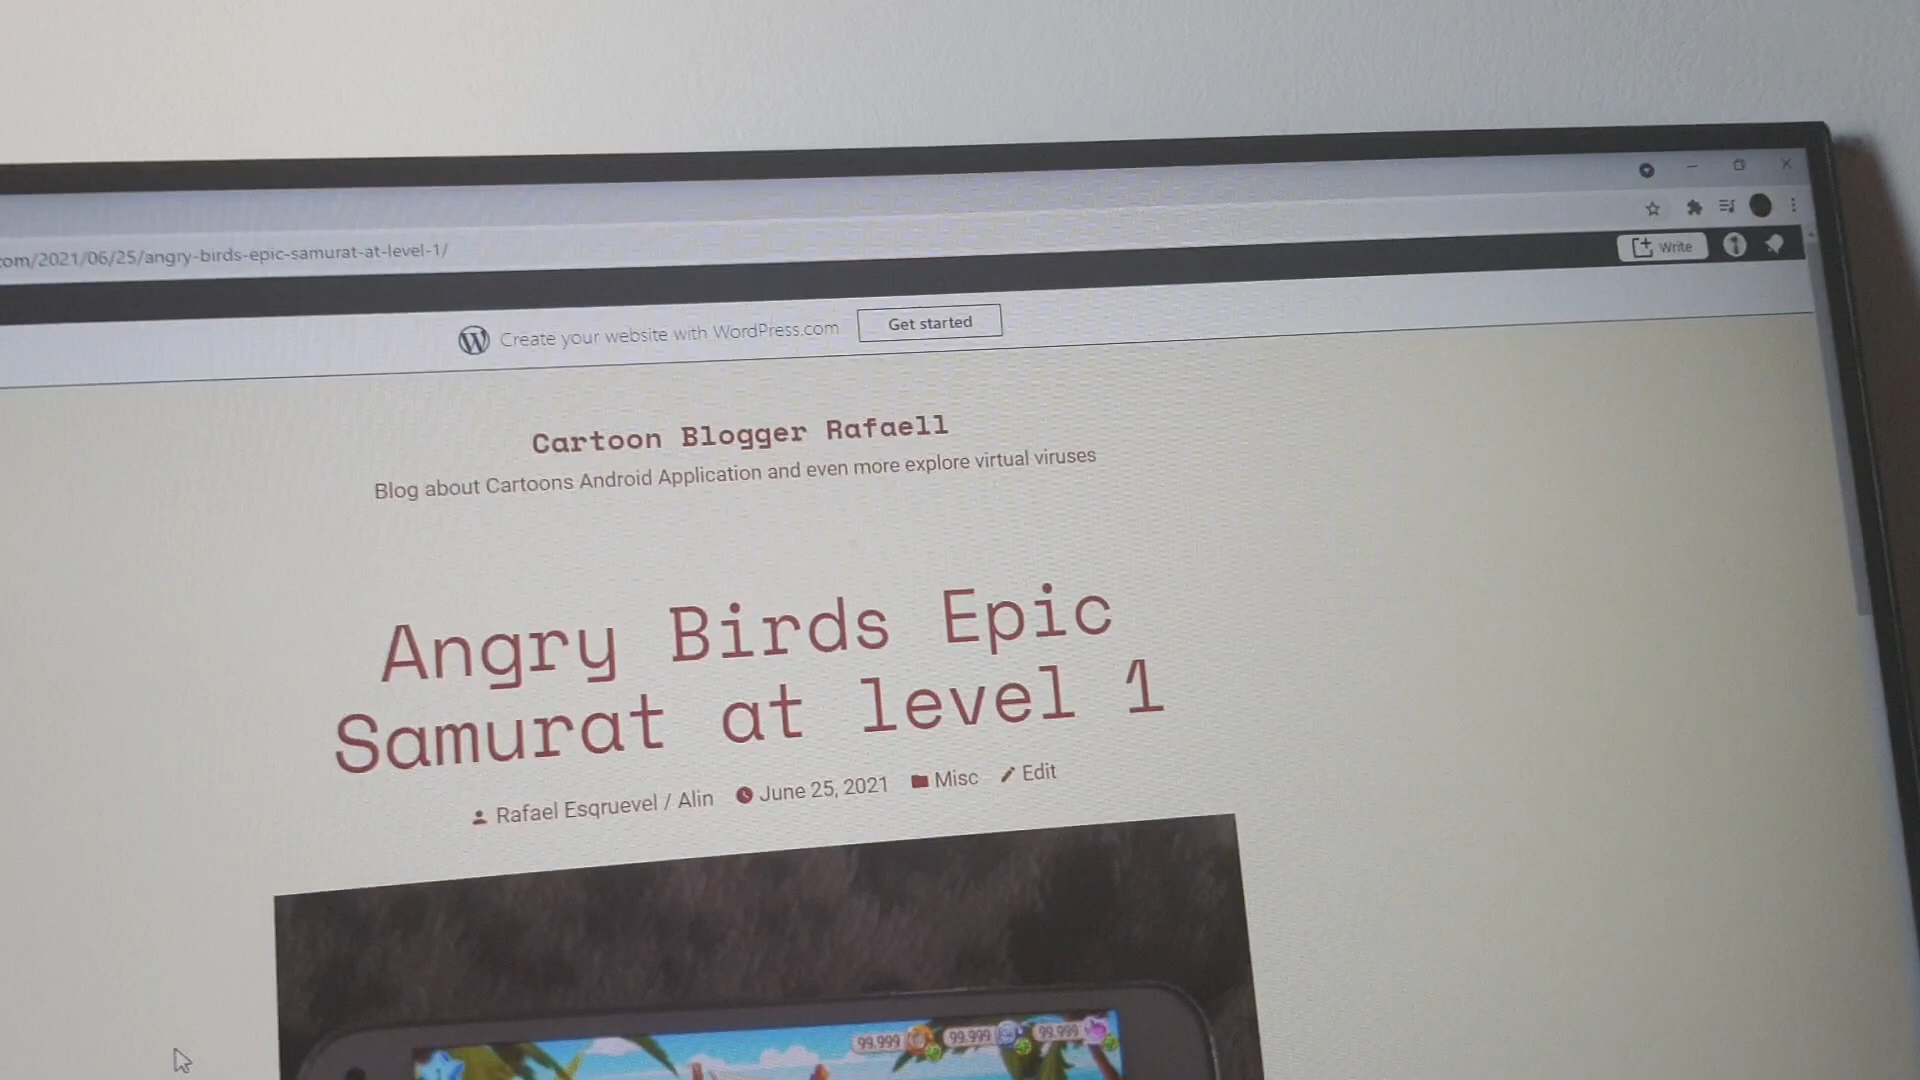 om/2021/06/25/angry-birds-epic-samurat-at-level-1/
Write
Create your website with WordPress.com
Get started
Cartoon Blogger Rafaell
Blog about Cartoons Android Application and even more explore virtual viruses
Angry Birds Epic
Samurat at level 1
Rafael Esqruevel / Alin June 25, 2021 Misc Edit
99.999 99.999 99.999